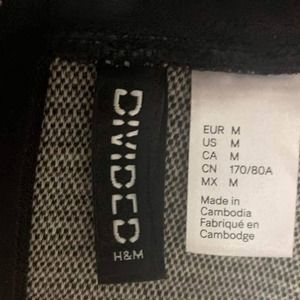 DIVIDED
H&M
EUR M
US M
CA M
CN 170/80A
MX M
Made in
Cambodia
Fabriqué en
Cambodge